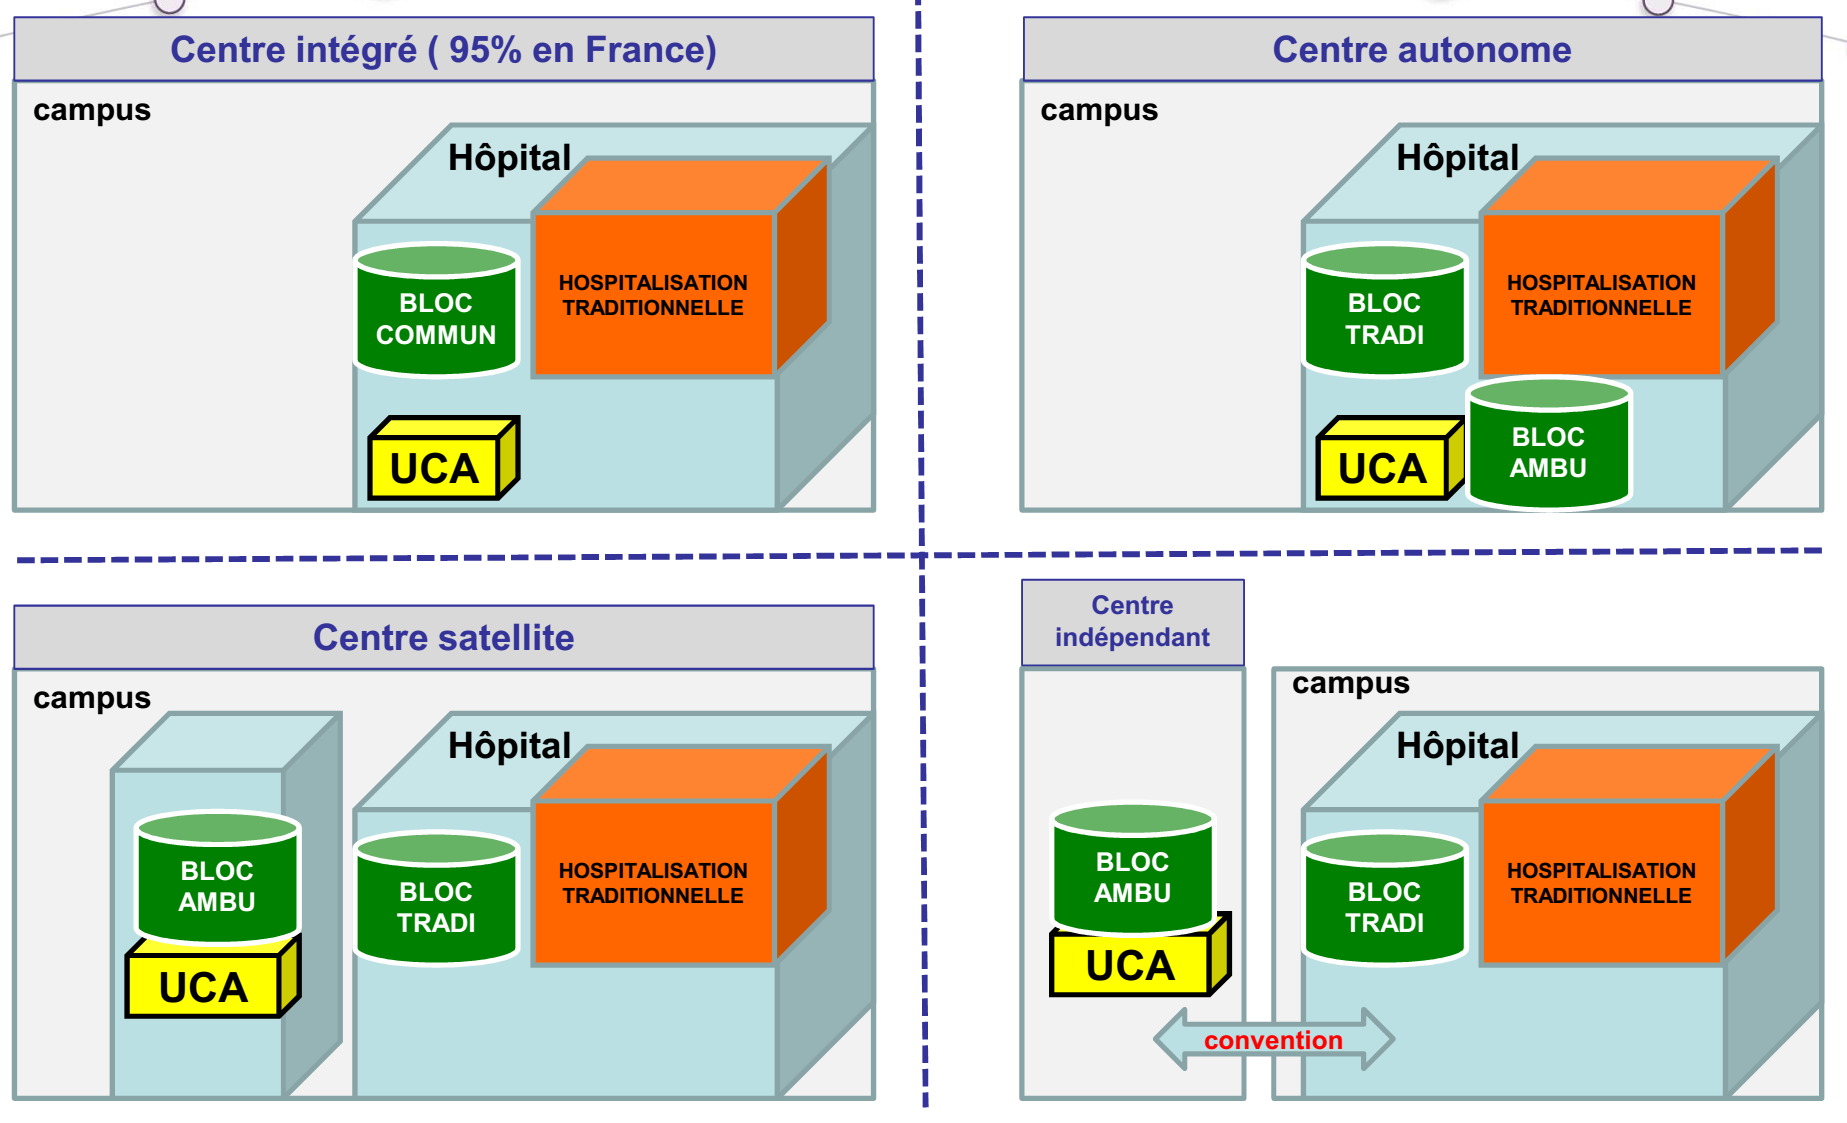 Centre intégré ( 95% en France)
campus
Hôpital
BLOC
COMMUN
HOSPITALISATION
TRADITIONNELLE
UCA
Centre autonome
campus
Hôpital
BLOC
TRADI
HOSPITALISATION
TRADITIONNELLE
UCA
BLOC
AMBU
Centre satellite
campus
Hôpital
BLOC
AMBU
UCA
BLOC
TRADI
HOSPITALISATION
TRADITIONNELLE
Centre
indépendant
campus
Hôpital
BLOC
AMBU
UCA
BLOC
TRADI
HOSPITALISATION
TRADITIONNELLE
convention